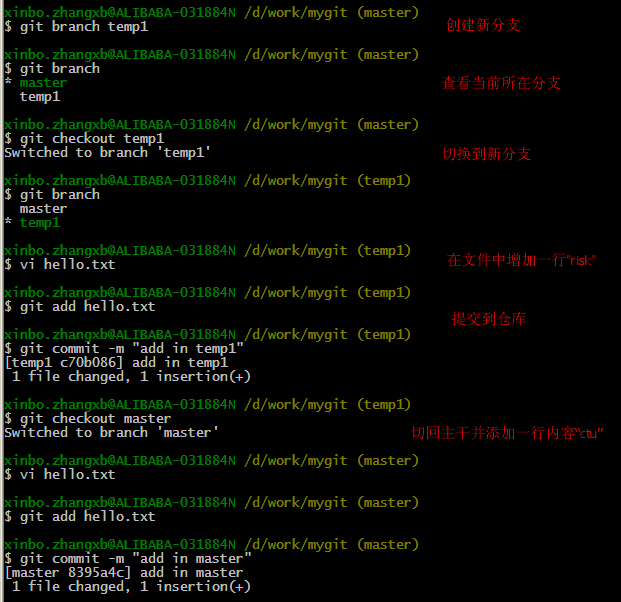 xinbo.zhangxb@ALIBABA-031884N /d/work/mygit (master)
$ git branch temp1
创建新分支
xinbo.zhangxb@ALIBABA-031884N /d/work/mygit (master)
$ git branch
* master
查看当前所在分支
temp1
xinbo.zhangxb@ALIBABA-031884N /d/work/mygit (master)
$ git checkout temp1
Switched to branch 'temp1'
切换到新分支
xinbo.zhangxb@ALIBABA-031884N /d/work/mygit (temp1)
$ git branch
master
* temp1
xinbo.zhangxb@ALIBABA-031884N /d/work/mygit (temp1)
$ vi hello.txt
在文件中增加一行"risk"
xinbo.zhangxb@ALIBABA-031884N /d/work/mygit (temp1)
$ git add hello.txt
提交到仓库
xinbo.zhangxb@ALIBABA-031884N /d/work/mygit (temp1)
$ git commit -m "add in temp1"
[temp1 c70b086] add in temp1
1 file changed, 1 insertion(+)
xinbo.zhangxb@ALIBABA-031884N /d/work/mygit (temp1)
$ git checkout master
Switched to branch 'master'
切回主干并添加一行内容"ctu"
xinbo.zhangxb@ALIBABA-031884N /d/work/mygit (master)
$ vi hello.txt
xinbo.zhangxb@ALIBABA-031884N /d/work/mygit (master)
$ git add hello.txt
xinbo.zhangxb@ALIBABA-031884N /d/work/mygit (master)
$ git commit -m "add in master"
[master 8395a4c] add in master
1 file changed, 1 insertion(+)